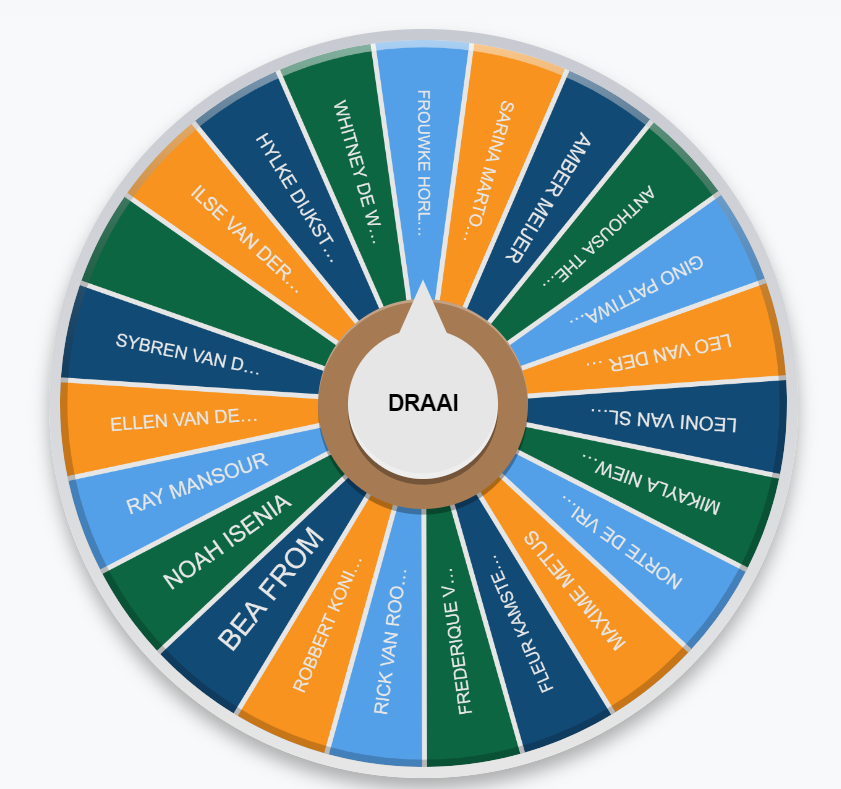 FROUWKE HORL...
SARINA MARTO...
AMBER MEIJER
ANTHOUSA THE...
GINO PATTIWA...
LEO VAN DER ...
LEONI VAN SL...
MIKAYLA NIEW...
NORTE DE VRI...
MAXIME METUS
FLEUR KAMSTE...
FREDERIQUE V...
RICK VAN ROO...
ROBBERT KONI...
BEA FROM
NOAH ISENIA
RAY MANSOUR
ELLEN VAN DE...
SYBREN VAN D...
ILSE VAN DER...
HYLKE DIJKST...
WHITNEY DE W...
DRAAI